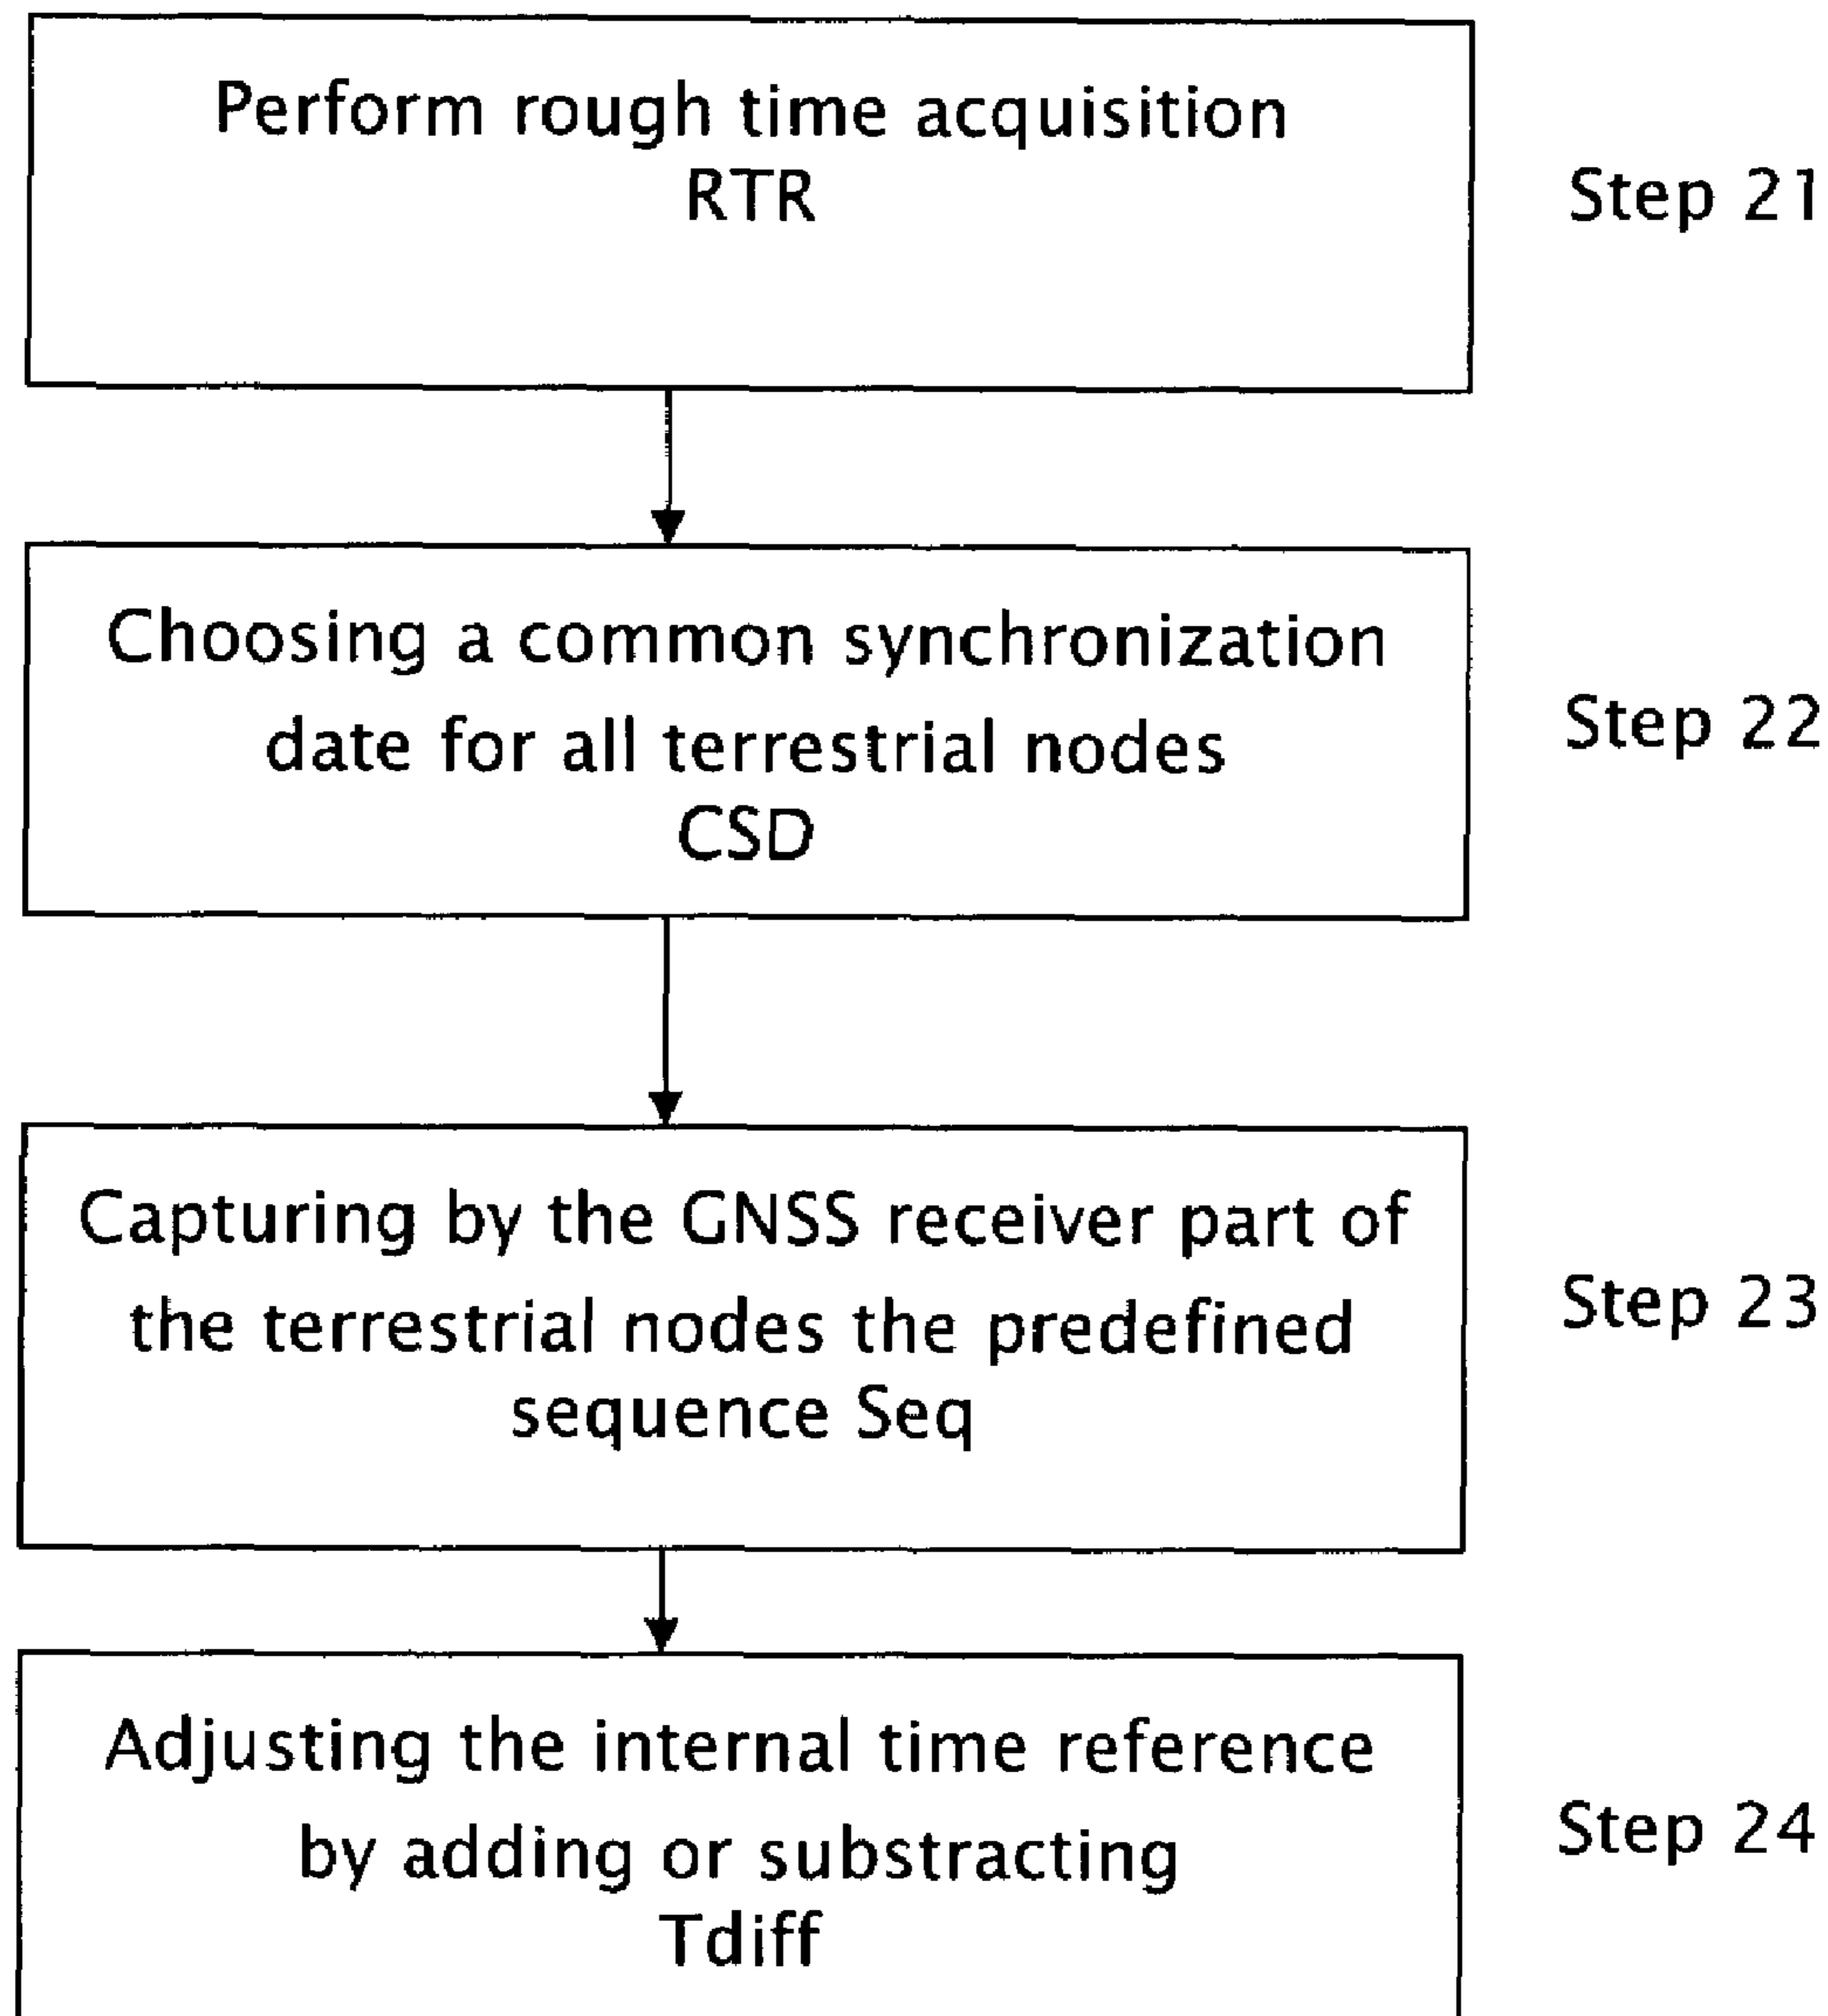 Perform rough time acquisition
RTR
Step 21
Choosing a common synchronization
date for all terrestrial nodes
CSD
Step 22
Capturing by the GNSS receiver part of
the terrestrial nodes the predefined
sequence Seq
Step 23
Adjusting the internal time reference
by adding or substracting
Tdiff
Step 24